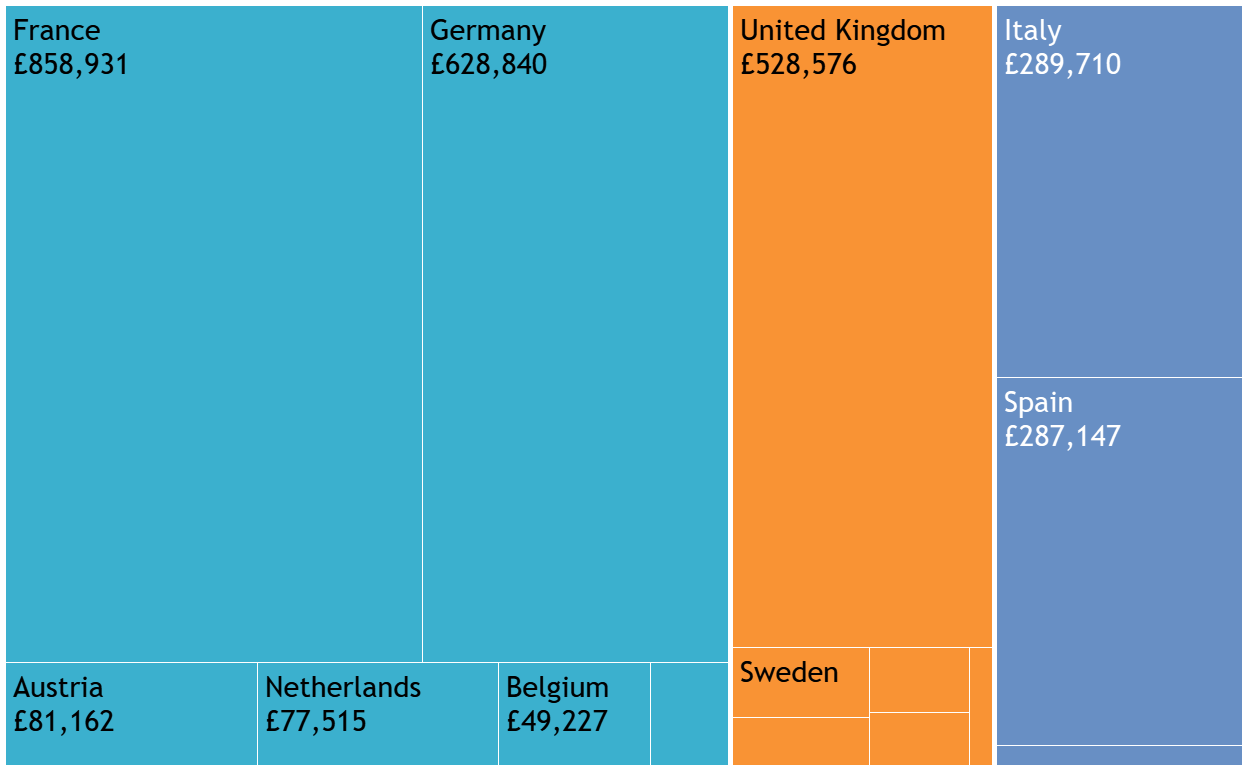 France
£858,931
Germany
£628,840
United Kingdom
£528,576
Italy
£289,710
Spain
£287,147
Austria
£81,162
Netherlands
£77,515
Belgium
£49,227
Sweden